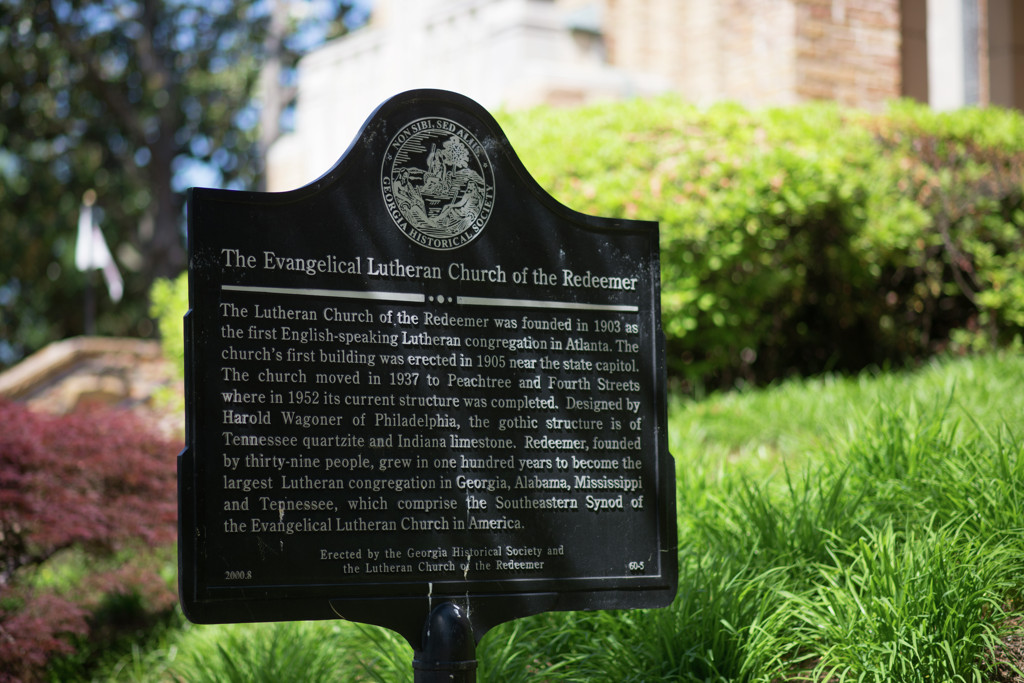 NON SIBI, SED ALIIS
GEORGIA HISTORICAL SOCIETY
The Evangelical Lutheran Church of the Redeemer
The Lutheran Church of the Redeemer was founded in 1903 as
the first English-speaking Lutheran congregation in Atlanta. The
church's first building was erected in 1905 near the state capitol.
The church moved in 1937 to Peachtree and Fourth Streets
where in 1952 its current structure was completed. Designed by
Harold Wagoner of Philadelphia, the gothic structure is of
Tennessee quartzite and Indiana limestone. Redeemer, founded
by thirty-nine people, grew in one hundred years to become the
largest Lutheran congregation in Georgia, Alabama, Mississippi
and Tennessee, which comprise the Southeastern Synod of
the Evangelical Lutheran Church in America.
Erected by the Georgia Historical Society and
the Lutheran Church of the Redeemer
2000.8
60-5